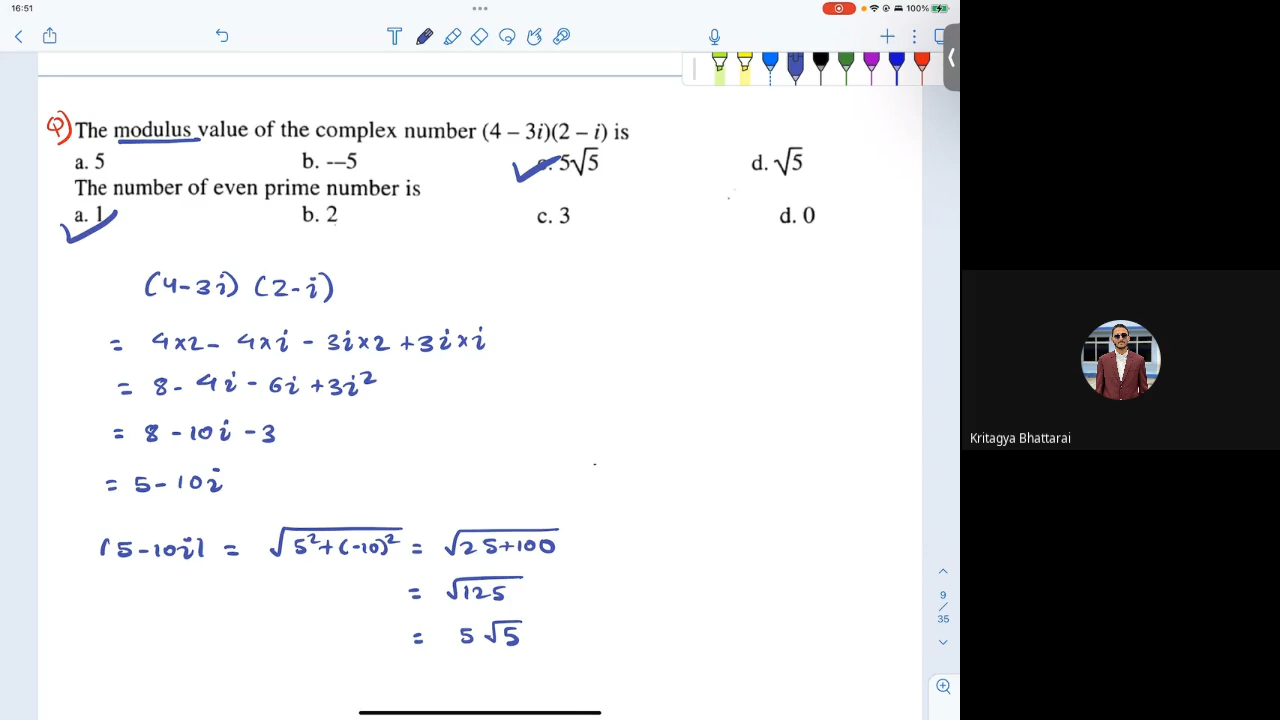 16:51
100%
Q) The modulus value of the complex number (4 – 3i)(2 – i) is
a. 5 b. –-5 c. 5√5 d. √5
The number of even prime number is
a. 1 b. 2 c. 3 d. 0
(4-3i) (2-i)
= 4×2 - 4×i - 3i×2 +3i×i
= 8 - 4i - 6i +3i²
= 8 - 10i - 3
= 5 - 10i
|5-10i| = √5²+(-10)² = √25+100
= √125
= 5√5
Kritagya Bhattarai
9
/
35